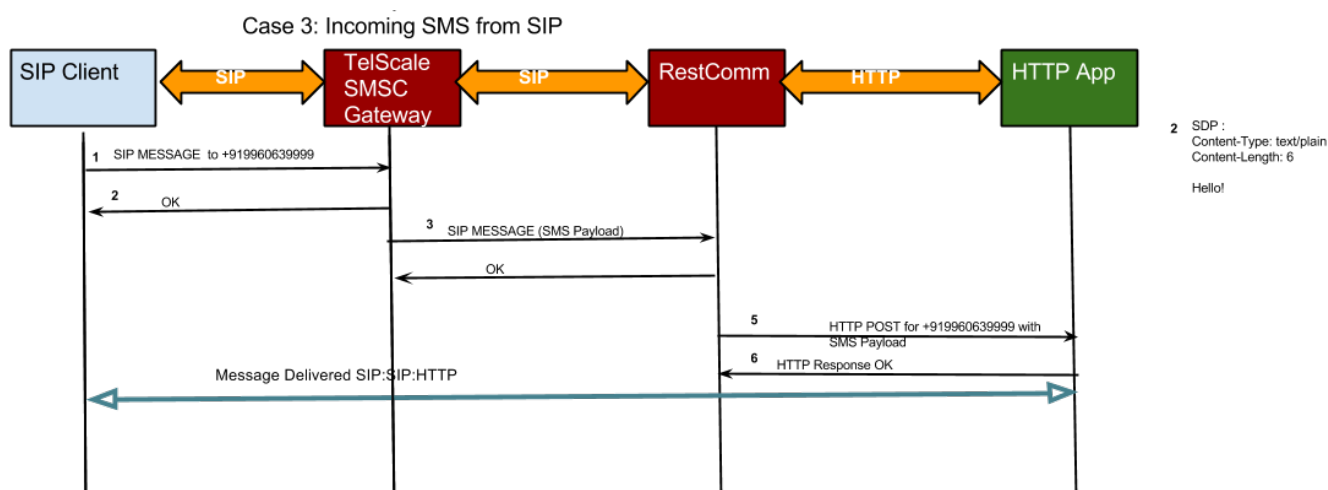 Case 3: Incoming SMS from SIP
SIP Client
SIP
TelScale
SMSC
Gateway
SIP
RestComm
HTTP
HTTP App
2 SDP :
Content-Type: text/plain
Content-Length: 6
Hello!
1 SIP MESSAGE to +919960639999
2 OK
3 SIP MESSAGE (SMS Payload)
OK
5 HTTP POST for +919960639999 with
SMS Payload
6 HTTP Response OK
Message Delivered SIP:SIP:HTTP